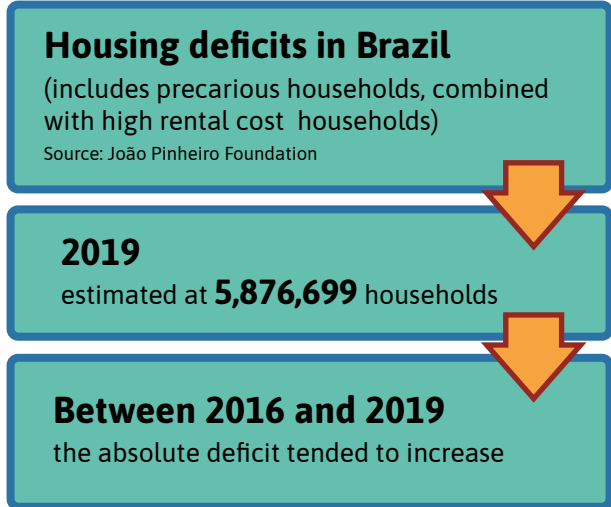 Housing deficits in Brazil
(includes precarious households, combined
with high rental cost households)
Source: João Pinheiro Foundation
2019
estimated at 5,876,699 households
Between 2016 and 2019
the absolute deficit tended to increase